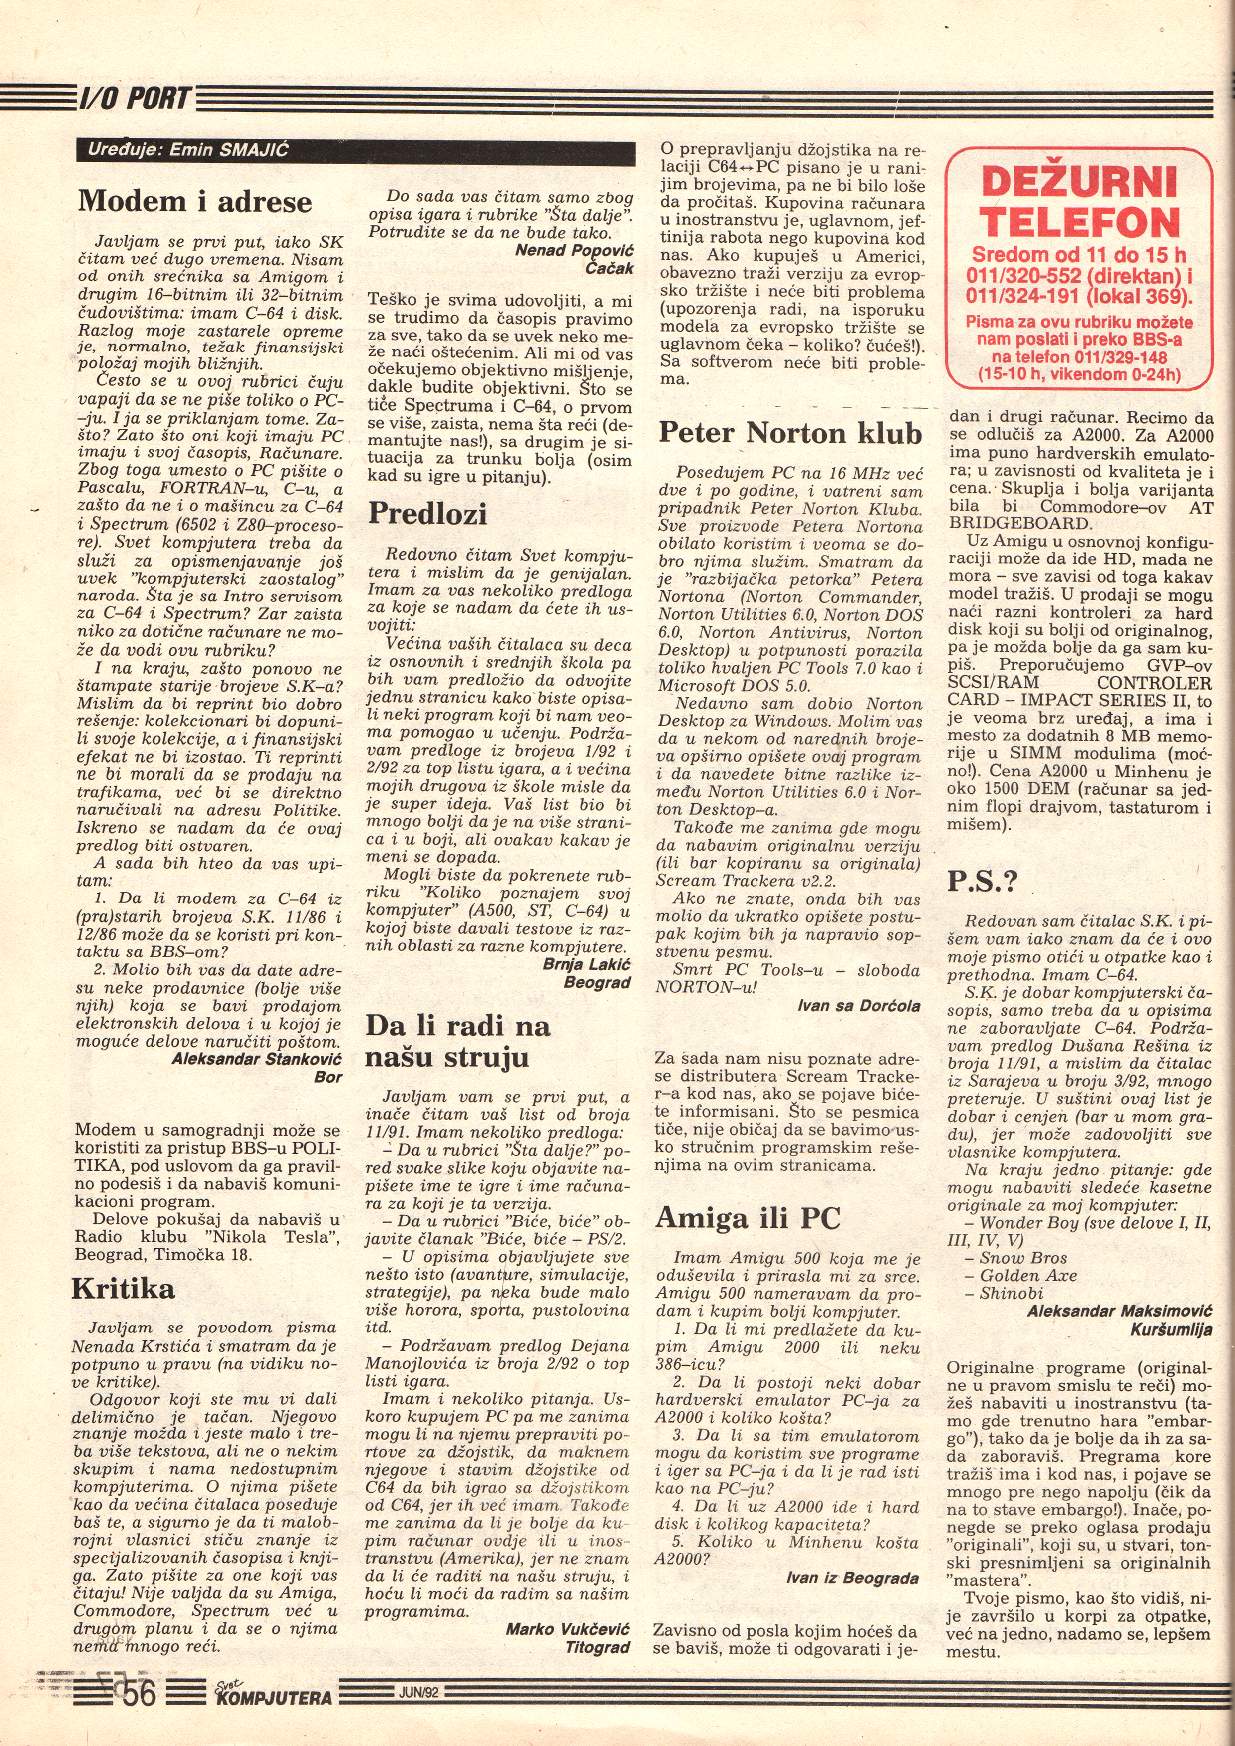 I/O PORT
Uređuje: Emin SMAJIĆ
Modem i adrese
Javljam se prvi put, iako SK
čitam već dugo vremena. Nisam
od onih srećnika sa Amigom i
drugim 16–bitnim ili 32–bitnim
čudovištima: imam C–64 i disk.
Razlog moje zastarele opreme
je, normalno, težak finansijski
položaj mojih bližnjih.
Često se u ovoj rubrici čuju
vapaji da se ne piše toliko o PC-
–ju. I ja se priklanjam tome. Za-
što? Zato što oni koji imaju PC
imaju i svoj časopis, Računare.
Zbog toga umesto o PC pišite o
Pascalu, FORTRAN–u, C–u, a
zašto da ne i o mašincu za C–64
i Spectrum (6502 i Z80–proceso-
re). Svet kompjutera treba da
služi za opismenjavanje još
uvek ”kompjuterski zaostalog”
naroda. Šta je sa Intro servisom
za C–64 i Spectrum? Zar zaista
niko za dotične računare ne mo-
že da vodi ovu rubriku?
I na kraju, zašto ponovo ne
štampate starije brojeve S.K–a?
Mislim da bi reprint bio dobro
rešenje: kolekcionari bi dopuni-
li svoje kolekcije, a i finansijski
efekat ne bi izostao. Ti reprinti
ne bi morali da se prodaju na
trafikama, već bi se direktno
naručivali na adresu Politike.
Iskreno se nadam da će ovaj
predlog biti ostvaren.
A sada bih hteo da vas upi-
tam:
1. Da li modem za C–64 iz
(pra)starih brojeva S.K. 11/86 i
12/86 može da se koristi pri kon-
taktu sa BBS–om?
2. Molio bih vas da date adre-
su neke prodavnice (bolje više
njih) koja se bavi prodajom
elektronskih delova i u kojoj je
moguće delove naručiti poštom.
Aleksandar Stanković
Bor
Modem u samogradnji može se
koristiti za pristup BBS–u POLI-
TIKA, pod uslovom da ga pravil-
no podesiš i da nabaviš komuni-
kacioni program.
Delove pokušaj da nabaviš u
Radio klubu ”Nikola Tesla”,
Beograd, Timočka 18.
Kritika
Javljam se povodom pisma
Nenada Krstića i smatram da je
potpuno u pravu (na vidiku no-
ve kritike).
Odgovor koji ste mu vi dali
delimično je tačan. Njegovo
znanje možda i jeste malo i tre-
ba više tekstova, ali ne o nekim
skupim i nama nedostupnim
kompjuterima. O njima pišete
kao da većina čitalaca poseduje
baš te, a sigurno je da ti malob-
rojni vlasnici stiču znanje iz
specijalizovanih časopisa i knji-
ga. Zato pišite za one koji vas
čitaju! Nije valjda da su Amiga,
Commodore, Spectrum već u
drugom planu i da se o njima
nema mnogo reći.
Do sada vas čitam samo zbog
opisa igara i rubrike ”Šta dalje”.
Potrudite se da ne bude tako.
Nenad Popović
Čačak
Teško je svima udovoljiti, a mi
se trudimo da časopis pravimo
za sve, tako da se uvek neko me-
že naći oštećenim. Ali mi od vas
očekujemo objektivno mišljenje,
dakle budite objektivni. Što se
tiče Spectruma i C–64, o prvom
se više, zaista, nema šta reći (de-
mantujte nas!), sa drugim je si-
tuacija za trunku bolja (osim
kad su igre u pitanju).
Predlozi
Redovno čitam Svet kompju-
tera i mislim da je genijalan.
Imam za vas nekoliko predloga
za koje se nadam da ćete ih us-
vojiti:
Većina vaših čitalaca su deca
iz osnovnih i srednjih škola pa
bih vam predložio da odvojite
jednu stranicu kako biste opisa-
li neki program koji bi nam veo-
ma pomogao u učenju. Podrža-
vam predloge iz brojeva 1/92 i
2/92 za top listu igara, a i većina
mojih drugova iz škole misle da
je super ideja. Vaš list bio bi
mnogo bolji da je na više strani-
ca i u boji, ali ovakav kakav je
meni se dopada.
Mogli biste da pokrenete rub-
riku ”Koliko poznajem svoj
kompjuter” (A500, ST, C–64) u
kojoj biste davali testove iz raz-
nih oblasti za razne kompjutere.
Brnja Lakić
Beograd
Da li radi na
našu struju
Javljam vam se prvi put, a
inače čitam vaš list od broja
11/91. Imam nekoliko predloga:
– Da u rubrici ”Šta dalje?” po-
red svake slike koju objavite na-
pišete ime te igre i ime računa-
ra za koji je ta verzija.
– Da u rubrici ”Biće, biće” ob-
javite članak ”Biće, biće – PS/2.
– U opisima objavljujete sve
nešto isto (avanture, simulacije,
strategije), pa neka bude malo
više horora, sporta, pustolovina
itd.
– Podržavam predlog Dejana
Manojlovića iz broja 2/92 o top
listi igara.
Imam i nekoliko pitanja. Us-
koro kupujem PC pa me zanima
mogu li na njemu prepraviti po-
rtove za džojstik, da maknem
njegove i stavim džojstike od
C64 da bih igrao sa džojstikom
od C64, jer ih već imam. Takođe
me zanima da li je bolje da ku-
pim računar ovdje ili u inos-
transtvu (Amerika), jer ne znam
da li će raditi na našu struju, i
hoću li moći da radim sa našim
programima.
Marko Vukčević
Titograd
O prepravljanju džojstika na re-
laciji C64↔PC pisano je u rani-
jim brojevima, pa ne bi bilo loše
da pročitaš. Kupovina računara
u inostranstvu je, uglavnom, jef-
tinija rabota nego kupovina kod
nas. Ako kupuješ u Americi,
obavezno traži verziju za evrop-
sko tržište i neće biti problema
(upozorenja radi, na isporuku
modela za evropsko tržište se
uglavnom čeka – koliko? čućeš!).
Sa softverom neće biti proble-
ma.
Peter Norton klub
Posedujem PC na 16 MHz već
dve i po godine, i vatreni sam
pripadnik Peter Norton Kluba.
Sve proizvode Petera Nortona
obilato koristim i veoma se do-
bro njima služim. Smatram da
je ”razbijačka petorka” Petera
Nortona (Norton Commander,
Norton Utilities 6.0, Norton DOS
6.0, Norton Antivirus, Norton
Desktop) u potpunosti porazila
toliko hvaljen PC Tools 7.0 kao i
Microsoft DOS 5.0.
Nedavno sam dobio Norton
Desktop za Windows. Molim vas
da u nekom od narednih broje-
va opširno opišete ovaj program
i da navedete bitne razlike iz-
među Norton Utilities 6.0 i Nor-
ton Desktop–a.
Takođe me zanima gde mogu
da nabavim originalnu verziju
(ili bar kopiranu sa originala)
Scream Trackera v2.2.
Ako ne znate, onda bih vas
molio da ukratko opišete postu-
pak kojim bih ja napravio sop-
stvenu pesmu.
Smrt PC Tools–u – sloboda
NORTON–u!
Ivan sa Dorćola
Za sada nam nisu poznate adre-
se distributera Scream Tracke-
r–a kod nas, ako se pojave biće-
te informisani. Što se pesmica
tiče, nije običaj da se bavimo us-
ko stručnim programskim reše-
njima na ovim stranicama.
Amiga ili PC
Imam Amigu 500 koja me je
oduševila i prirasla mi za srce.
Amigu 500 nameravam da pro-
dam i kupim bolji kompjuter.
1. Da li mi predlažete da ku-
pim Amigu 2000 ili neku
386–icu?
2. Da li postoji neki dobar
hardverski emulator PC–ja za
A2000 i koliko košta?
3. Da li sa tim emulatorom
mogu da koristim sve programe
i iger sa PC–ja i da li je rad isti
kao na PC–ju?
4. Da li uz A2000 ide i hard
disk i kolikog kapaciteta?
5. Koliko u Minhenu košta
A2000?
Ivan iz Beograda
Zavisno od posla kojim hoćeš da
se baviš, može ti odgovarati i je-
DEŽURNI
TELEFON
Sredom od 11 do 15 h
011/320-552 (direktan) i
011/324-191 (lokal 369).
Pisma za ovu rubriku možete
nam poslati i preko BBS-a
na telefon 011/329-148
(15-10 h, vikendom 0-24h)
dan i drugi računar. Recimo da
se odlučiš za A2000. Za A2000
ima puno hardverskih emulato-
ra; u zavisnosti od kvaliteta je i
cena. Skuplja i bolja varijanta
bila bi Commodore–ov AT
BRIDGEBOARD.
Uz Amigu u osnovnoj konfigu-
raciji može da ide HD, mada ne
mora – sve zavisi od toga kakav
model tražiš. U prodaji se mogu
naći razni kontroleri za hard
disk koji su bolji od originalnog,
pa je možda bolje da ga sam ku-
piš. Preporučujemo GVP–ov
SCSI/RAM CONTROLER
CARD – IMPACT SERIES II, to
je veoma brz uređaj, a ima i
mesto za dodatnih 8 MB memo-
rije u SIMM modulima (moć-
no!). Cena A2000 u Minhenu je
oko 1500 DEM (računar sa jed-
nim flopi drajvom, tastaturom i
mišem).
P.S.?
Redovan sam čitalac S.K. i pi-
šem vam iako znam da će i ovo
moje pismo otići u otpatke kao i
prethodna. Imam C–64.
S.K. je dobar kompjuterski ča-
sopis, samo treba da u opisima
ne zaboravljate C–64. Podrža-
vam predlog Dušana Rešina iz
broja 11/91, a mislim da čitalac
iz Sarajeva u broju 3/92, mnogo
preteruje. U suštini ovaj list je
dobar i cenjen (bar u mom gra-
du), jer može zadovoljiti sve
vlasnike kompjutera.
Na kraju jedno pitanje: gde
mogu nabaviti sledeće kasetne
originale za moj kompjuter:
– Wonder Boy (sve delove I, II,
III, IV, V)
– Snow Bros
– Golden Axe
– Shinobi
Aleksandar Maksimović
Kuršumlija
Originalne programe (original-
ne u pravom smislu te reči) mo-
žeš nabaviti u inostranstvu (ta-
mo gde trenutno hara ”embar-
go”), tako da je bolje da ih za sa-
da zaboraviš. Pregrama kore
tražiš ima i kod nas, i pojave se
mnogo pre nego napolju (čik da
na to stave embargo!). Inače, po-
negde se preko oglasa prodaju
”originali”, koji su, u stvari, ton-
ski presnimljeni sa originalnih
”mastera”.
Tvoje pismo, kao što vidiš, ni-
je završilo u korpi za otpatke,
već na jedno, nadamo se, lepšem
mestu.
56
Svet KOMPJUTERA
JUN/92